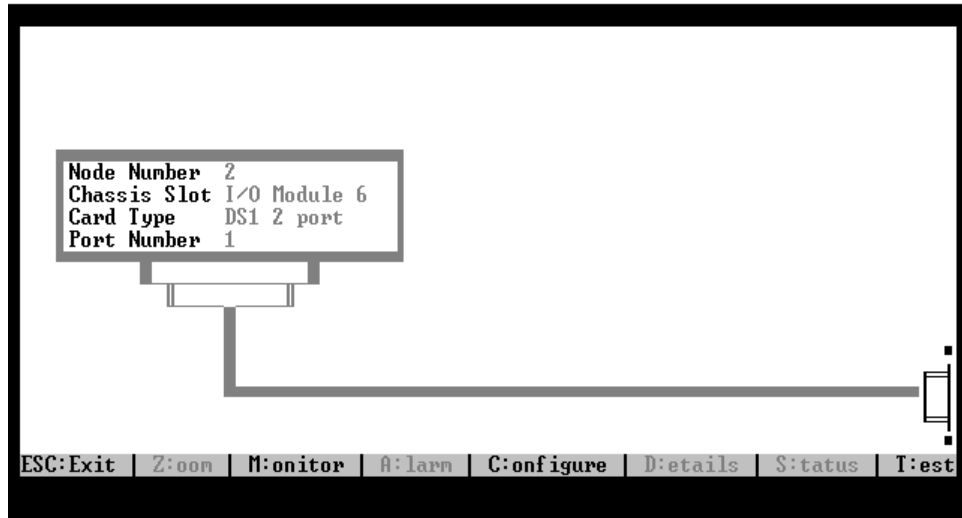 Node Number 2
Chassis Slot I/O Module 6
Card Type DS1 2 port
Port Number 1
ESC:Exit | Z:oom | M:onitor | A:larm | C:onfigure | D:etails | S:tatus | T:est